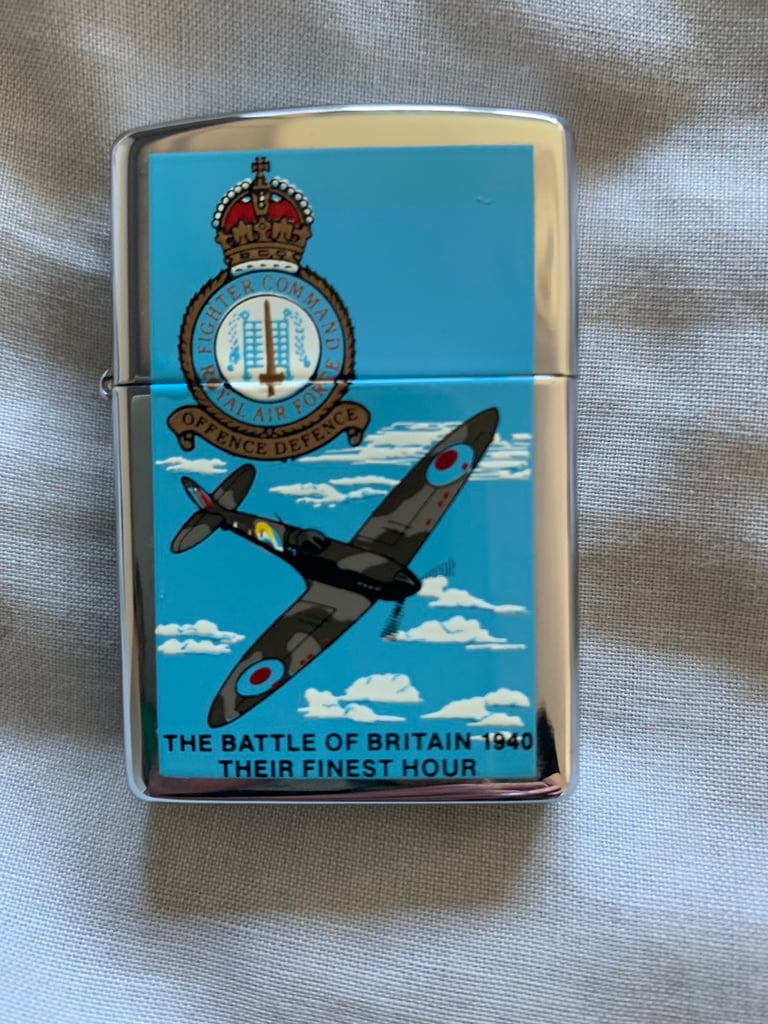 FIGHTER COMMAND
ROYAL AIR FORCE
OFFENCE DEFENCE
THE BATTLE OF BRITAIN 1940
THEIR FINEST HOUR